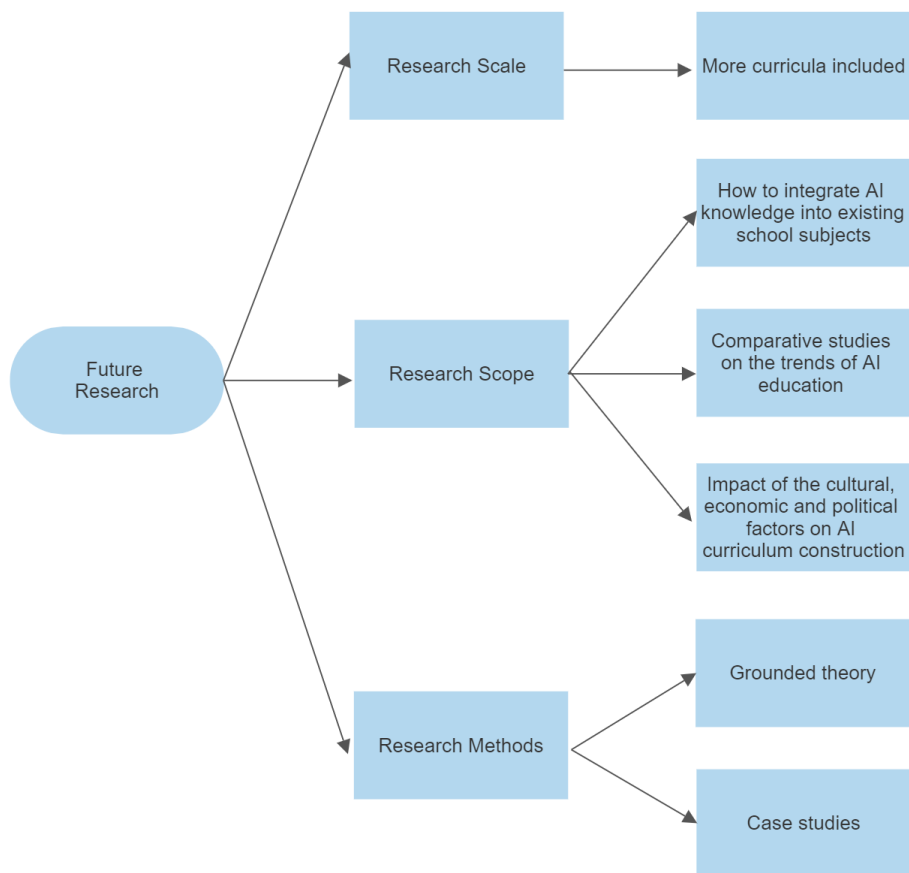 Research Scale
More curricula included
How to integrate AI
knowledge into existing
school subjects
Future
Research
Research Scope
Comparative studies
on the trends of AI
education
Impact of the cultural,
economic and political
factors on AI
curriculum construction
Research Methods
Grounded theory
Case studies